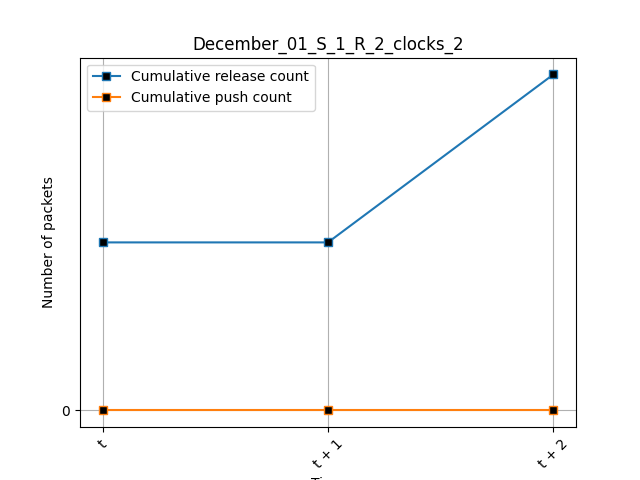 December_01_S_1_R_2_clocks_2
Cumulative release count
Cumulative push count
Number of packets
0
t
t + 1
t + 2